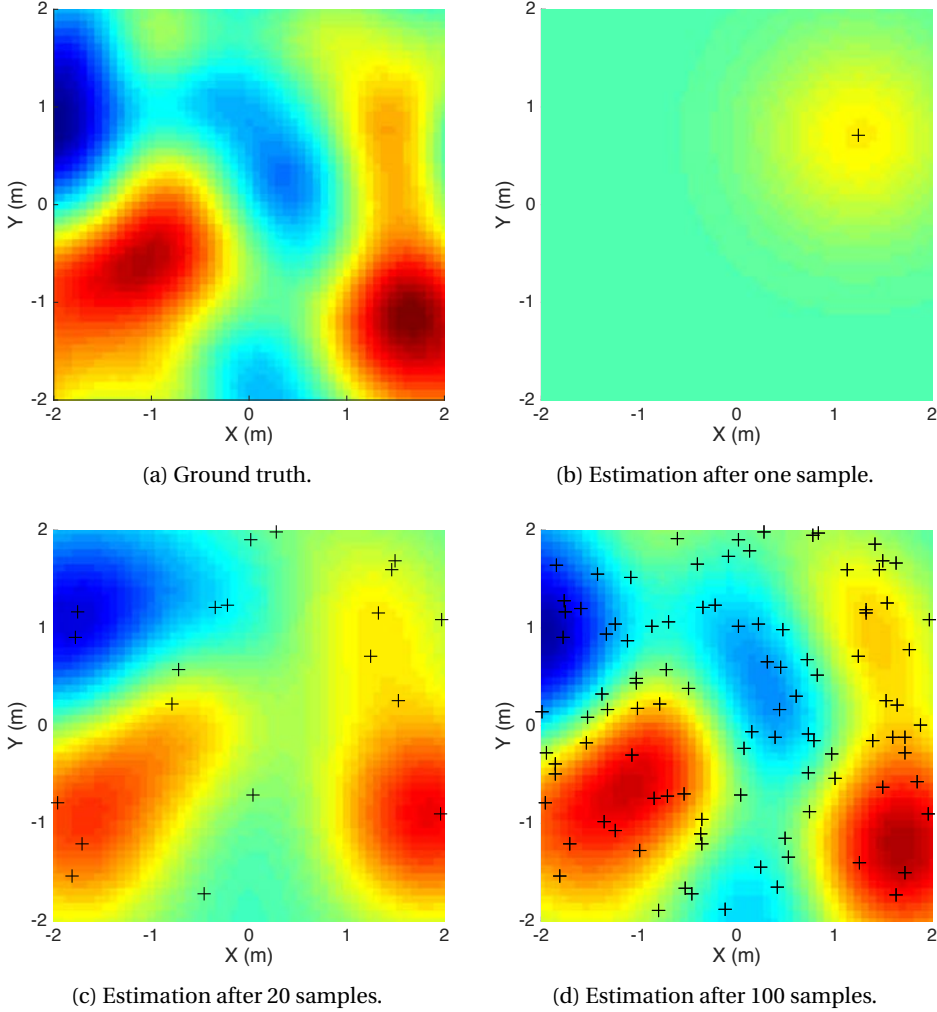 2
1
0
-1
-2
Y (m)
-2 -1 0 1 2
X (m)
(a) Ground truth.
2
1
0
-1
-2
Y (m)
-2 -1 0 1 2
X (m)
(b) Estimation after one sample.
2
1
0
-1
-2
Y (m)
-2 -1 0 1 2
X (m)
(c) Estimation after 20 samples.
2
1
0
-1
-2
Y (m)
-2 -1 0 1 2
X (m)
(d) Estimation after 100 samples.